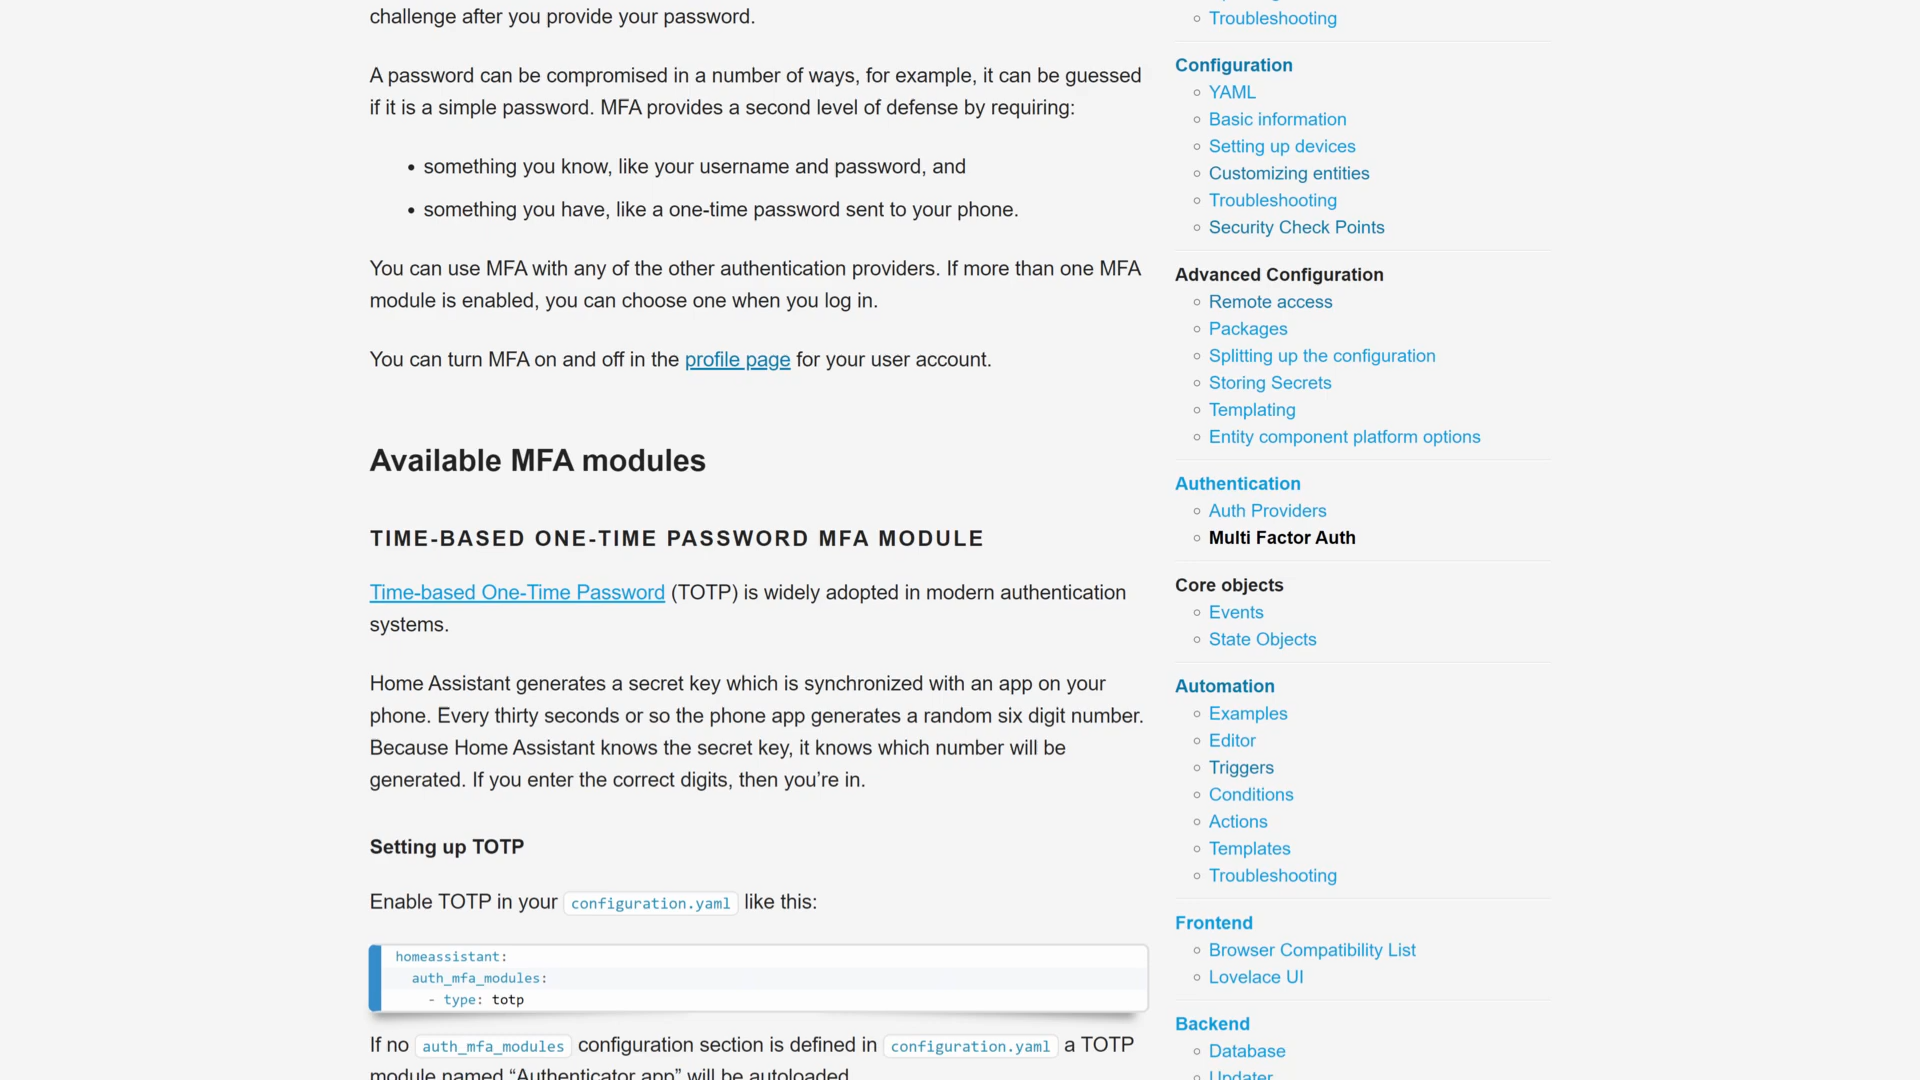 challenge after you provide your password.
A password can be compromised in a number of ways, for example, it can be guessed
if it is a simple password. MFA provides a second level of defense by requiring:
something you know, like your username and password, and
something you have, like a one-time password sent to your phone.
You can use MFA with any of the other authentication providers. If more than one MFA
module is enabled, you can choose one when you log in.
You can turn MFA on and off in the profile page for your user account.
Available MFA modules
TIME-BASED ONE-TIME PASSWORD MFA MODULE
Time-based One-Time Password (TOTP) is widely adopted in modern authentication
systems.
Home Assistant generates a secret key which is synchronized with an app on your
phone. Every thirty seconds or so the phone app generates a random six digit number.
Because Home Assistant knows the secret key, it knows which number will be
generated. If you enter the correct digits, then you’re in.
Setting up TOTP
Enable TOTP in your configuration.yaml like this:
homeassistant:
auth_mfa_modules:
- type: totp
If no auth_mfa_modules configuration section is defined in configuration.yaml a TOTP
module named “Authenticator app” will be autoloaded.
Troubleshooting
Configuration
YAML
Basic information
Setting up devices
Customizing entities
Troubleshooting
Security Check Points
Advanced Configuration
Remote access
Packages
Splitting up the configuration
Storing Secrets
Templating
Entity component platform options
Authentication
Auth Providers
Multi Factor Auth
Core objects
Events
State Objects
Automation
Examples
Editor
Triggers
Conditions
Actions
Templates
Troubleshooting
Frontend
Browser Compatibility List
Lovelace UI
Backend
Database
Updater